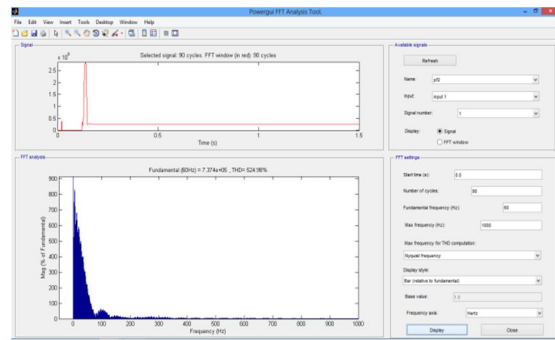 Powergui FFT Analysis Tool.
File Edit View Insert Tools Desktop Window Help
Signal
Selected signal: 90 cycles. FFT window (in red): 90 cycles
2.5
2
1.5
1
0.5
0
0 0.5 1 1.5
Time (s)
FFT analysis
Fundamental (60Hz) = 7.374e+05 , THD= 524.96%
900
800
700
600
500
400
300
200
100
0
0 100 200 300 400 500 600 700 800 900 1000
Frequency (Hz)
Mag (% of Fundamental)
Available signals
Refresh
Name:
Input: input 1
Signal number: 1
Display: Signal
FFT window
FFT settings
Start time (s): 0.0
Number of cycles: 90
Fundamental frequency (Hz): 60
Max frequency (Hz): 1000
Max frequency for THD computation:
Nyquist frequency
Display style:
Bar (relative to fundamental)
Base value: 1.0
Frequency axis: Hertz
Display Close